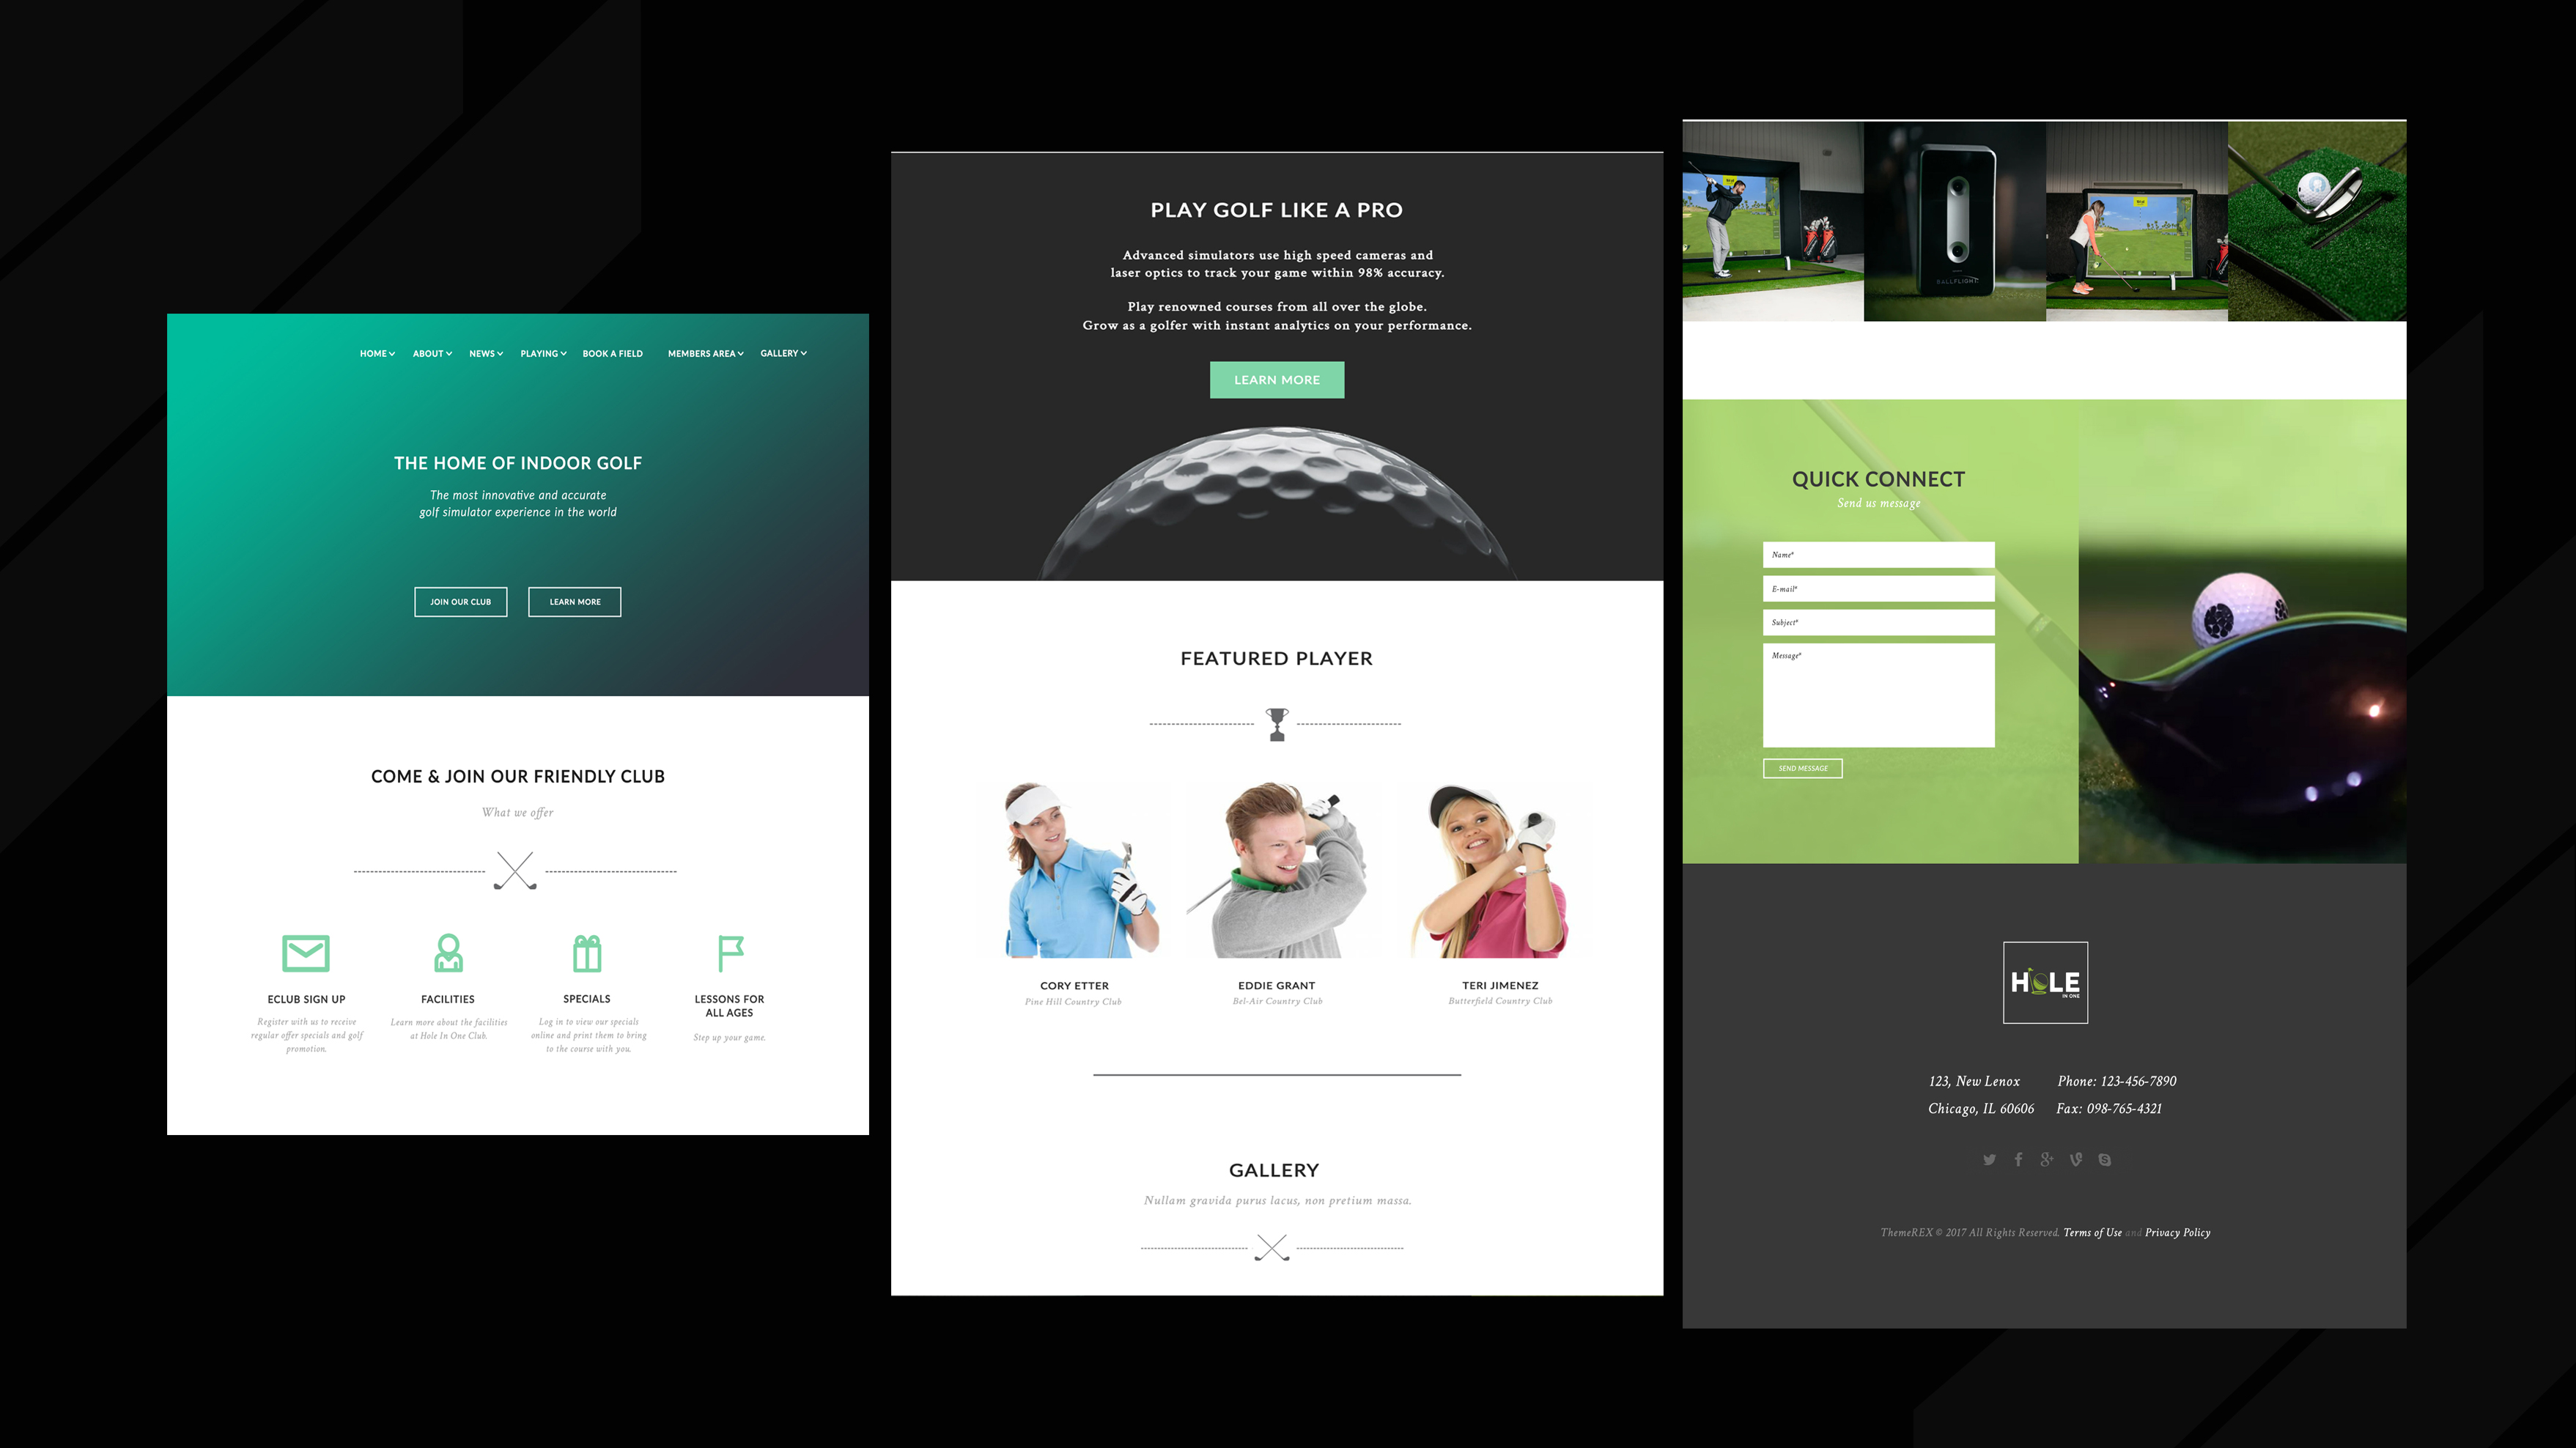 HOME
ABOUT
NEWS
PLAYING
BOOK A FIELD
MEMBERS AREA
GALLERY
THE HOME OF INDOOR GOLF
The most innovative and accurate
golf simulator experience in the world
JOIN OUR CLUB
LEARN MORE
COME & JOIN OUR FRIENDLY CLUB
What we offer
ECLUB SIGN UP
Register with us to receive
regular offer specials and golf
promotion.
FACILITIES
Learn more about the facilities
at Hole In One Club.
SPECIALS
Log in to view our specials
online and print them to bring
to the course with you.
LESSONS FOR
ALL AGES
Step up your game.
PLAY GOLF LIKE A PRO
Advanced simulators use high speed cameras and
laser optics to track your game within 98% accuracy.
Play renowned courses from all over the globe.
Grow as a golfer with instant analytics on your performance.
LEARN MORE
FEATURED PLAYER
CORY ETTER
Pine Hill Country Club
EDDIE GRANT
Bel-Air Country Club
TERI JIMENEZ
Butterfield Country Club
GALLERY
Nullam gravida purus lacus, non pretium massa.
BALLFLIGHT
QUICK CONNECT
Send us message
Name*
E-mail*
Subject*
Message*
SEND MESSAGE
HOLE
IN ONE
123, New Lenox Phone: 123-456-7890
Chicago, IL 60606 Fax: 098-765-4321
ThemeREX © 2017 All Rights Reserved. Terms of Use and Privacy Policy